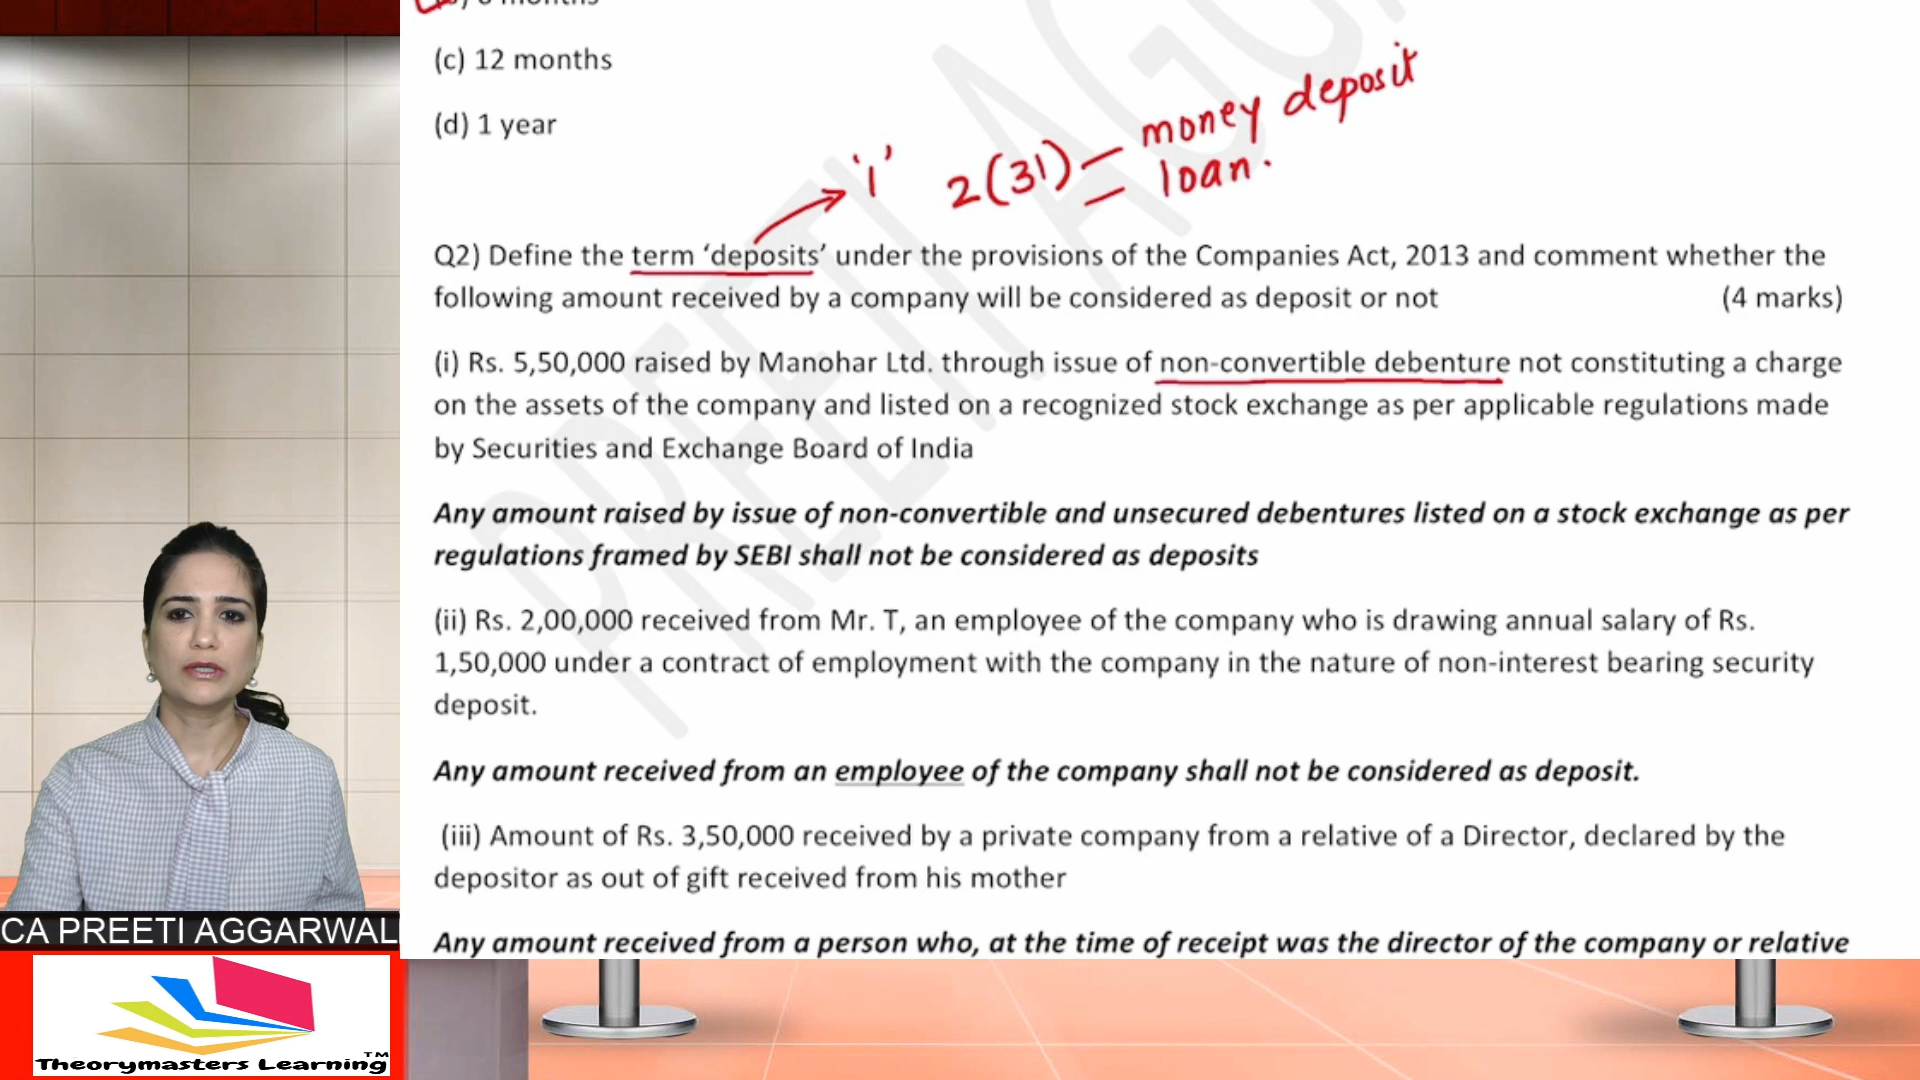 (c) 12 months
(d) 1 year
'1' 2(31) = money deposit
loan.
Q2) Define the term ‘deposits’ under the provisions of the Companies Act, 2013 and comment whether the
following amount received by a company will be considered as deposit or not (4 marks)
(i) Rs. 5,50,000 raised by Manohar Ltd. through issue of non-convertible debenture not constituting a charge
on the assets of the company and listed on a recognized stock exchange as per applicable regulations made
by Securities and Exchange Board of India
Any amount raised by issue of non-convertible and unsecured debentures listed on a stock exchange as per
regulations framed by SEBI shall not be considered as deposits
(ii) Rs. 2,00,000 received from Mr. T, an employee of the company who is drawing annual salary of Rs.
1,50,000 under a contract of employment with the company in the nature of non-interest bearing security
deposit.
Any amount received from an employee of the company shall not be considered as deposit.
(iii) Amount of Rs. 3,50,000 received by a private company from a relative of a Director, declared by the
depositor as out of gift received from his mother
Any amount received from a person who, at the time of receipt was the director of the company or relative
PREETI AG
CA PREETI AGGARWAL
Theorymasters Learning™